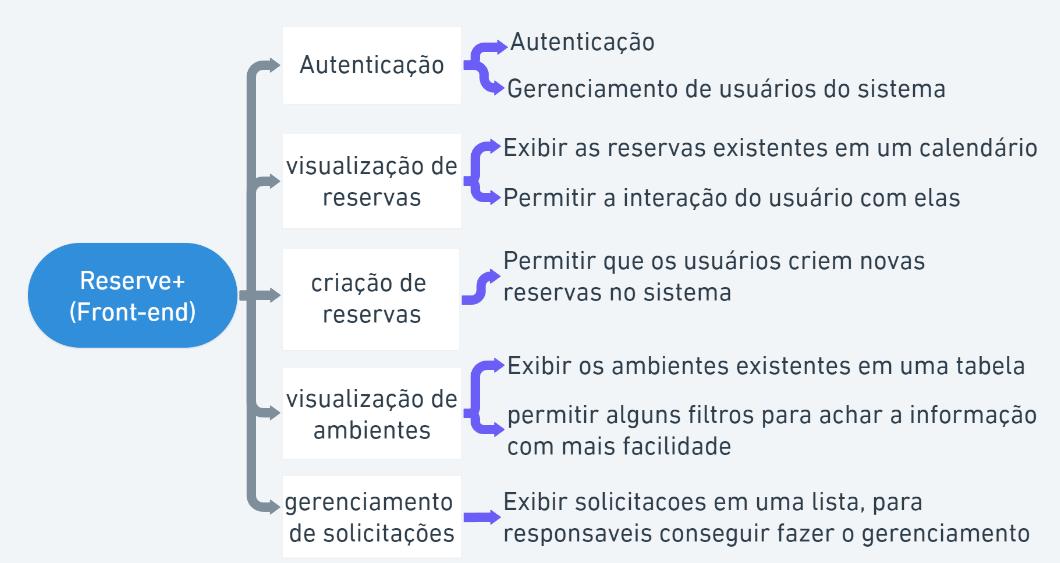 Reserve+
(Front-end)
Autenticação
Autenticação
Gerenciamento de usuários do sistema
visualização de
reservas
Exibir as reservas existentes em um calendário
Permitir a interação do usuário com elas
criação de
reservas
Permitir que os usuários criem novas
reservas no sistema
visualização de
ambientes
Exibir os ambientes existentes em uma tabela
permitir alguns filtros para achar a informação
com mais facilidade
gerenciamento
de solicitações
Exibir solicitacoes em uma lista, para
responsaveis conseguir fazer o gerenciamento